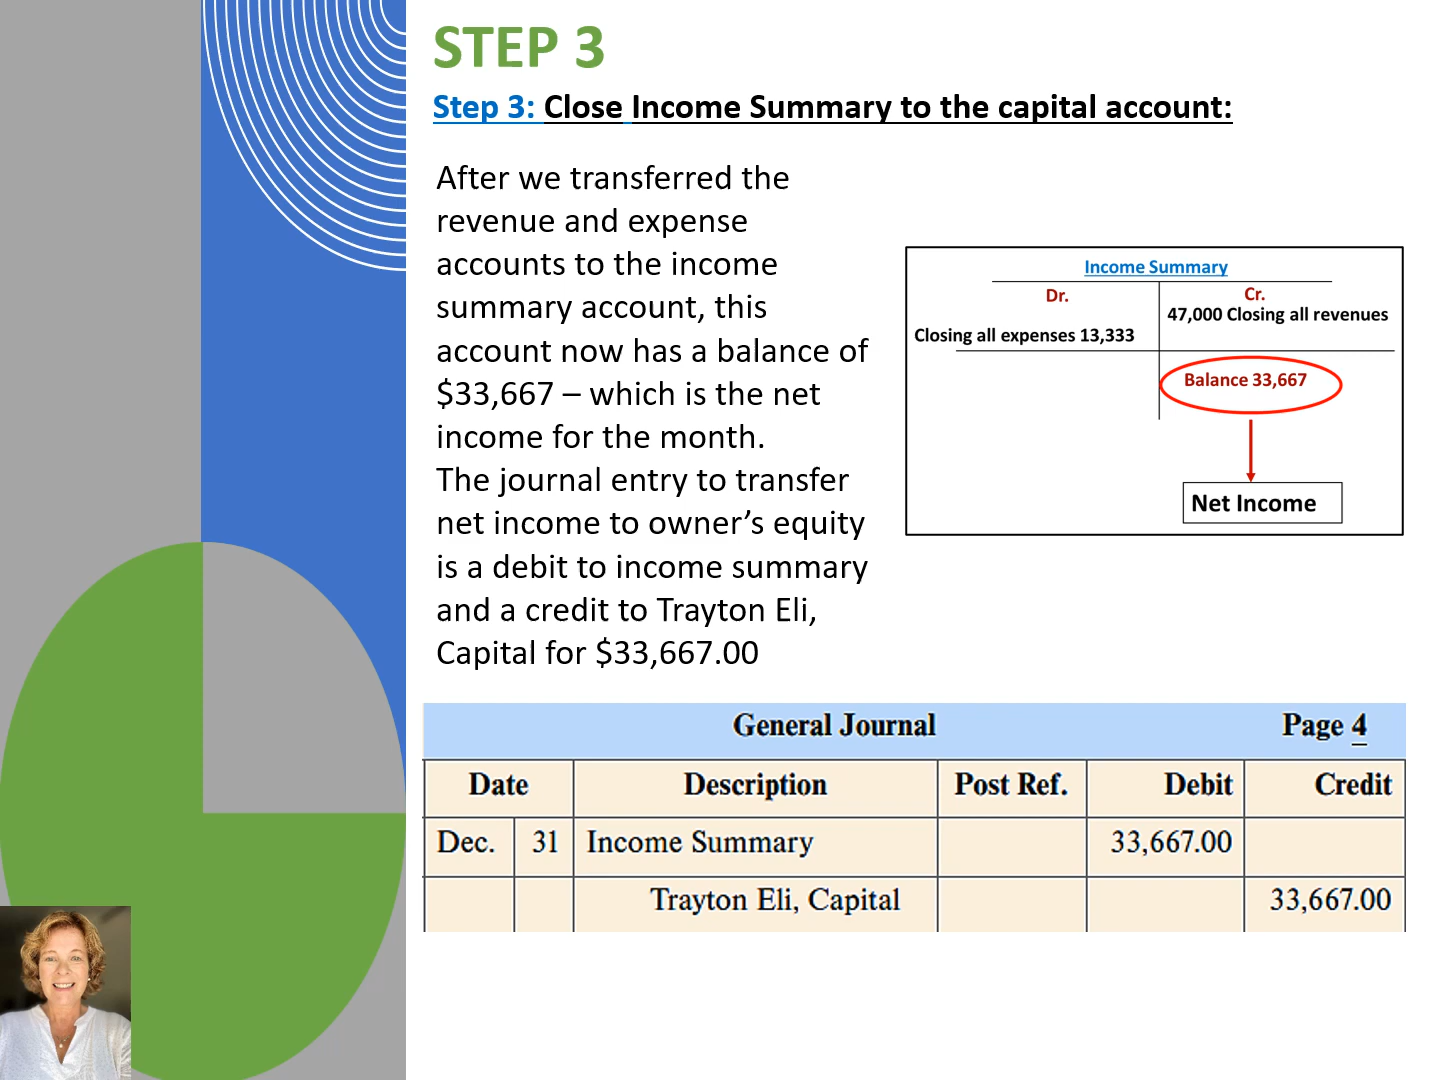 STEP 3
Step 3: Close Income Summary to the capital account:
After we transferred the
revenue and expense
accounts to the income
summary account, this
account now has a balance of
$33,667 – which is the net
income for the month.
The journal entry to transfer
net income to owner’s equity
is a debit to income summary
and a credit to Trayton Eli,
Capital for $33,667.00
Income Summary
Dr. Cr.
47,000 Closing all revenues
Closing all expenses 13,333
Balance 33,667
Net Income
General Journal Page 4
Date Description Post Ref. Debit Credit
Dec. 31 Income Summary 33,667.00
Trayton Eli, Capital 33,667.00